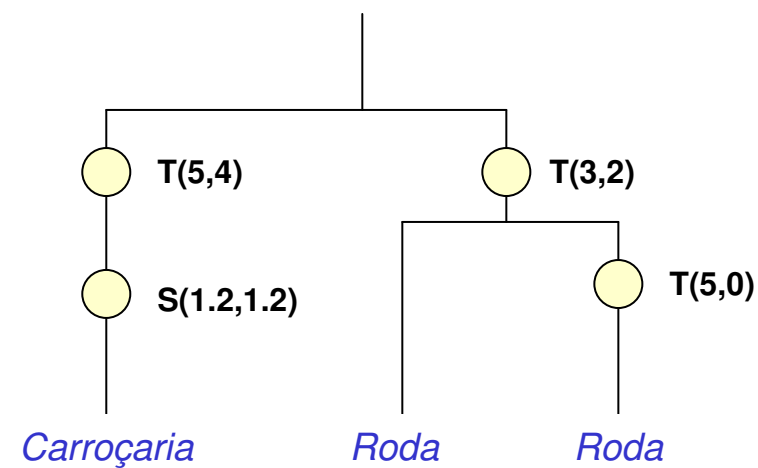 T(5,4)
T(3,2)
T(5,0)
S(1.2,1.2)
Carroçaria
Roda
Roda